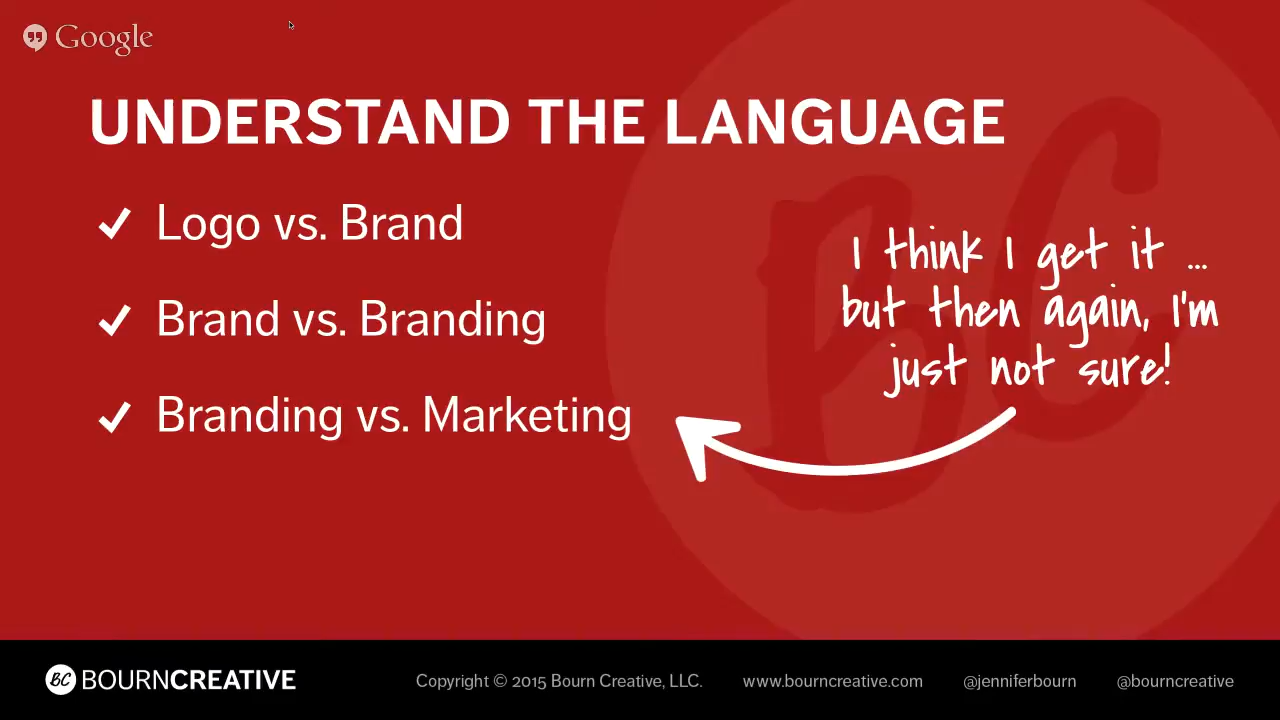 Google
UNDERSTAND THE LANGUAGE
✓ Logo vs. Brand
✓ Brand vs. Branding
✓ Branding vs. Marketing
I think I get it ...
but then again, I'm
just not sure!
BC
BC BOURNCREATIVE
Copyright © 2015 Bourn Creative, LLC.
www.bourncreative.com
@jenniferbourn
@bourncreative